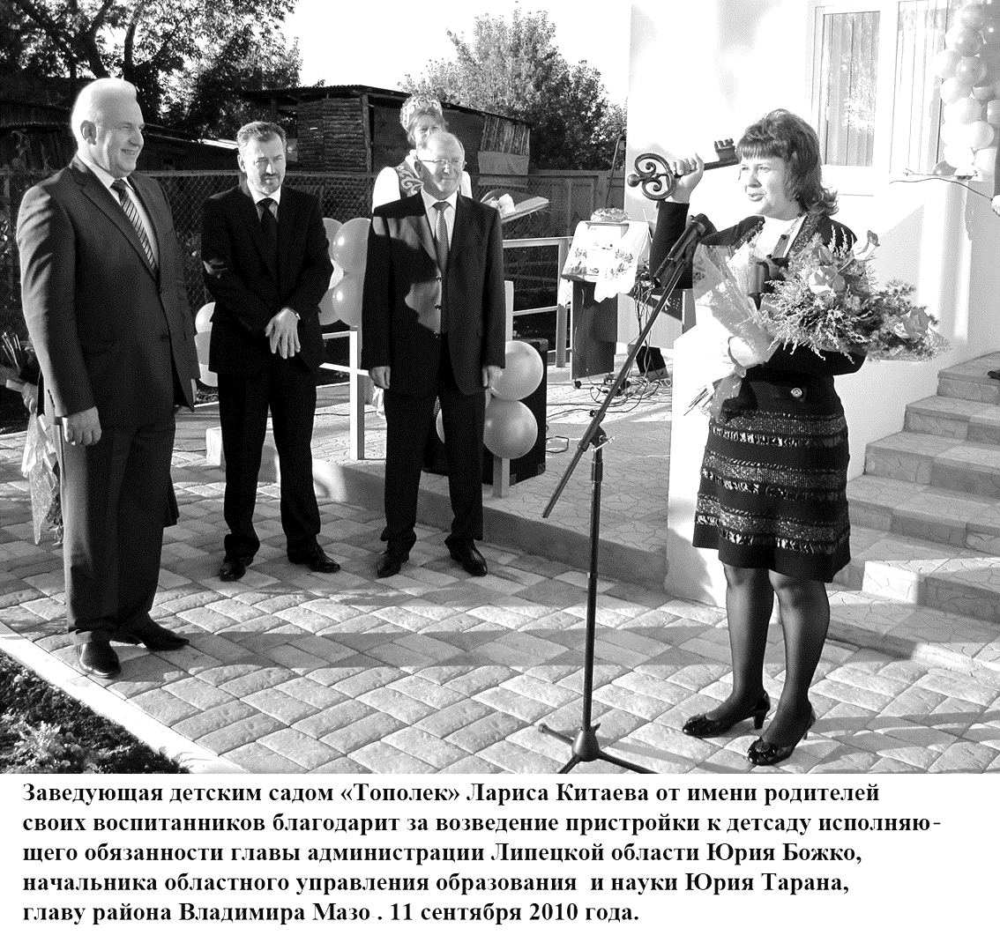 Заведующая детским садом «Тополек» Лариса Китаева от имени родителей
своих воспитанников благодарит за возведение пристройки к детсаду исполняю-
щего обязанности главы администрации Липецкой области Юрия Божко,
начальника областного управления образования и науки Юрия Тарана,
главу района Владимира Мазо . 11 сентября 2010 года.